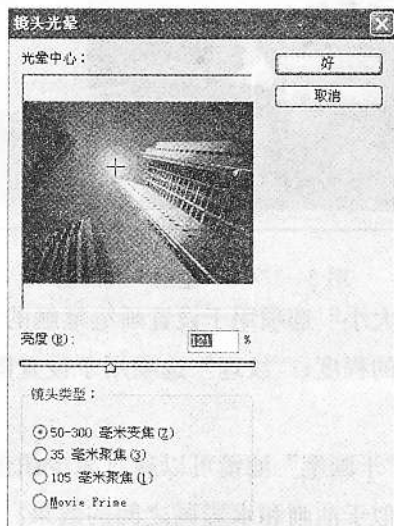 镜头光晕
光晕中心：
好
取消
亮度(B)： 121 %
镜头类型：
50-300 毫米变焦(Z)
35 毫米聚焦(3)
105 毫米聚焦(L)
Movie Prime